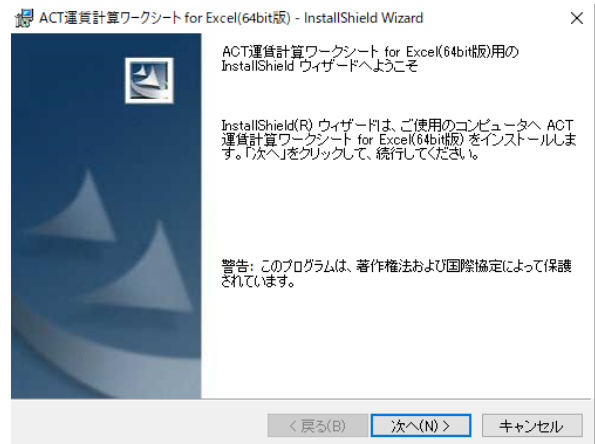 ACT運賃計算ワークシート for Excel(64bit版) - InstallShield Wizard
ACT運賃計算ワークシート for Excel(64bit版)用の
InstallShield ウィザードへようこそ
InstallShield(R) ウィザードは、ご使用のコンピュータへ ACT
運賃計算ワークシート for Excel(64bit版) をインストールしま
す。「次へ」をクリックして、続行してください。
警告: このプログラムは、著作権法および国際協定によって保護
されています。
< 戻る(B)
次へ(N) >
キャンセル